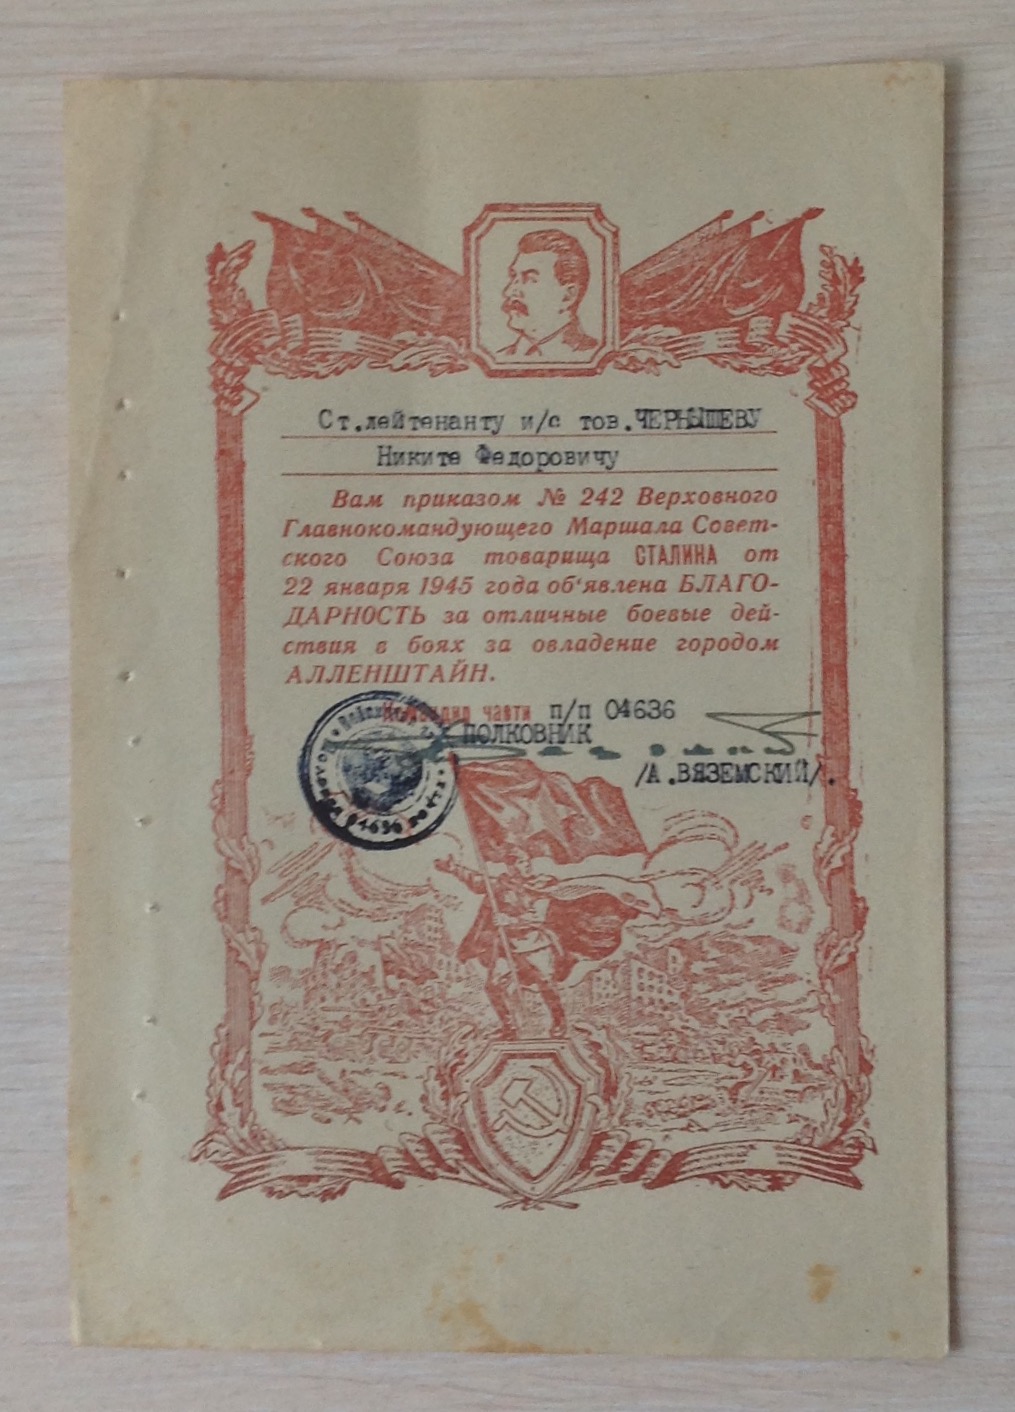 Ст.лейтенанту и/с тов.ЧЕРНЫШЕВУ
Никите Федоровичу
Вам приказом № 242 Верховного
Главнокомандующего Маршала Совет-
ского Союза товарища СТАЛИНА от
22 января 1945 года об'явлена БЛАГО-
ДАРНОСТЬ за отличные боевые дей-
ствия в боях за овладение городом
АЛЛЕНШТАЙН.
Командир части п/п 04636
ПОЛКОВНИК
/А.ВЯЗЕМСКИЙ/.
04636